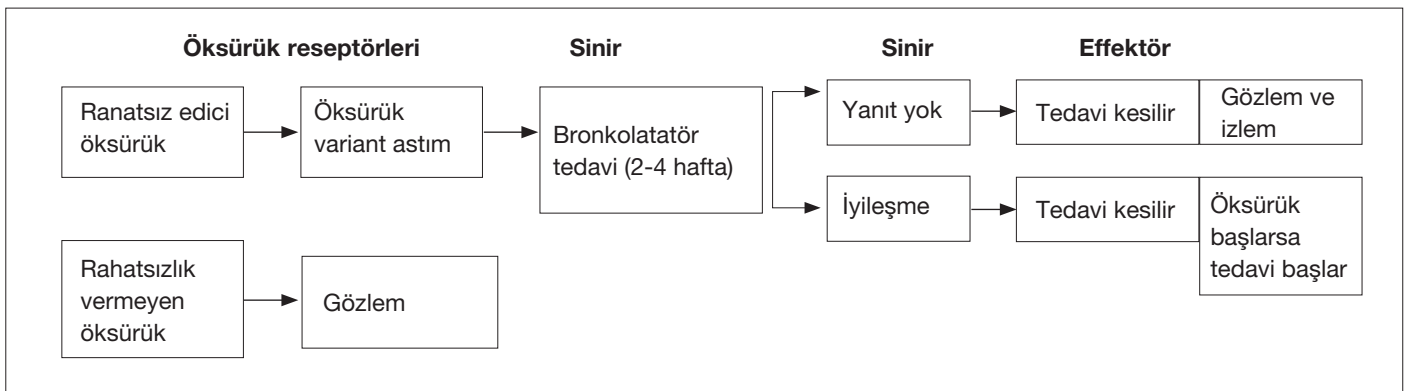 Öksürük reseptörleri Sinir Sinir Effektör
Ranatsız edici
öksürük
Öksürük
variant astım
Bronkolatatör
tedavi (2-4 hafta)
Yanıt yok
Tedavi kesilir
Gözlem ve
izlem
İyileşme
Tedavi kesilir
Öksürük
başlarsa
tedavi başlar
Rahatsızlık
vermeyen
öksürük
Gözlem